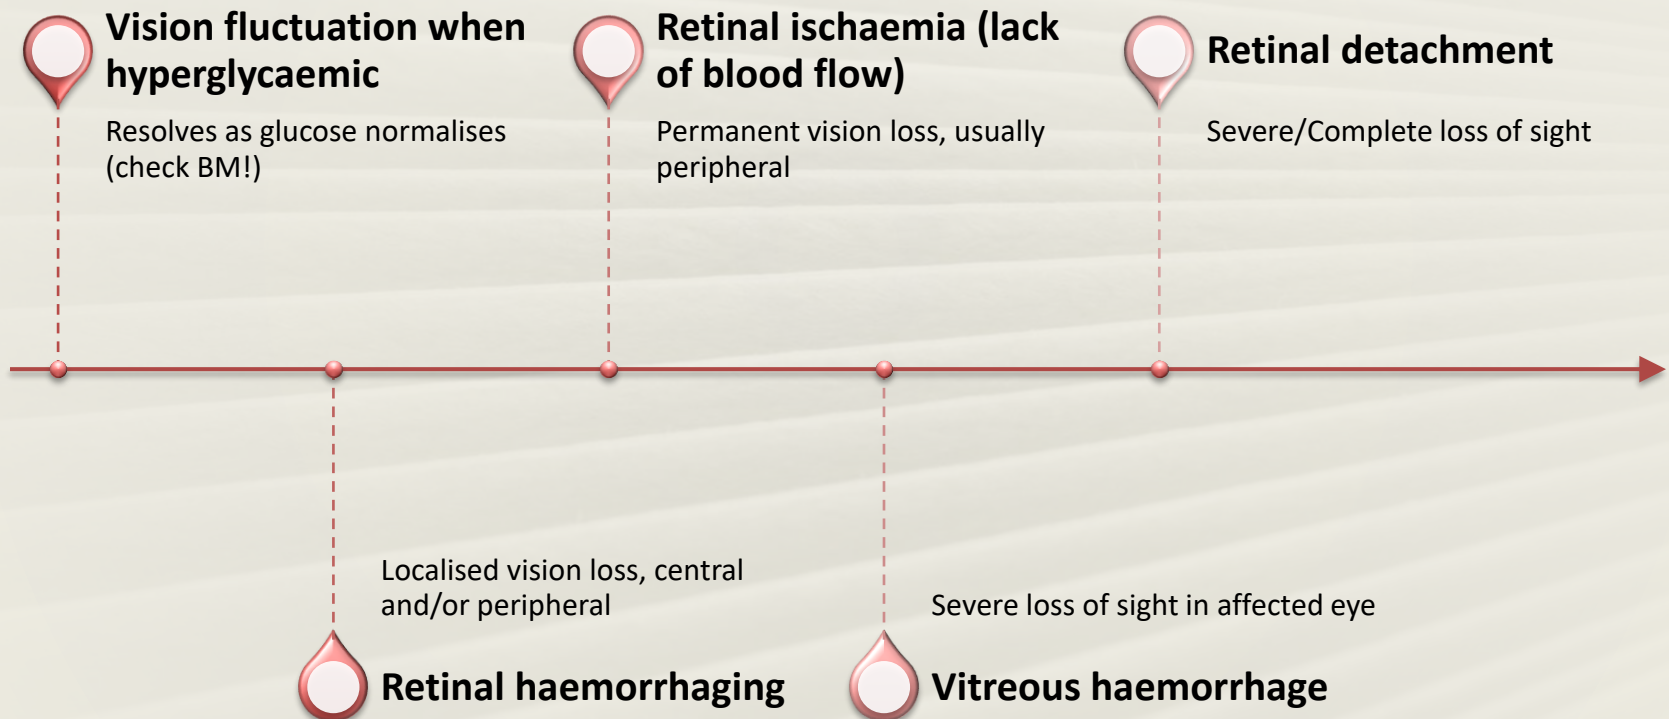 Vision fluctuation when
hyperglycaemic
Resolves as glucose normalises
(check BM!)
Retinal ischaemia (lack
of blood flow)
Permanent vision loss, usually
peripheral
Retinal detachment
Severe/Complete loss of sight
Localised vision loss, central
and/or peripheral
Retinal haemorrhaging
Severe loss of sight in affected eye
Vitreous haemorrhage